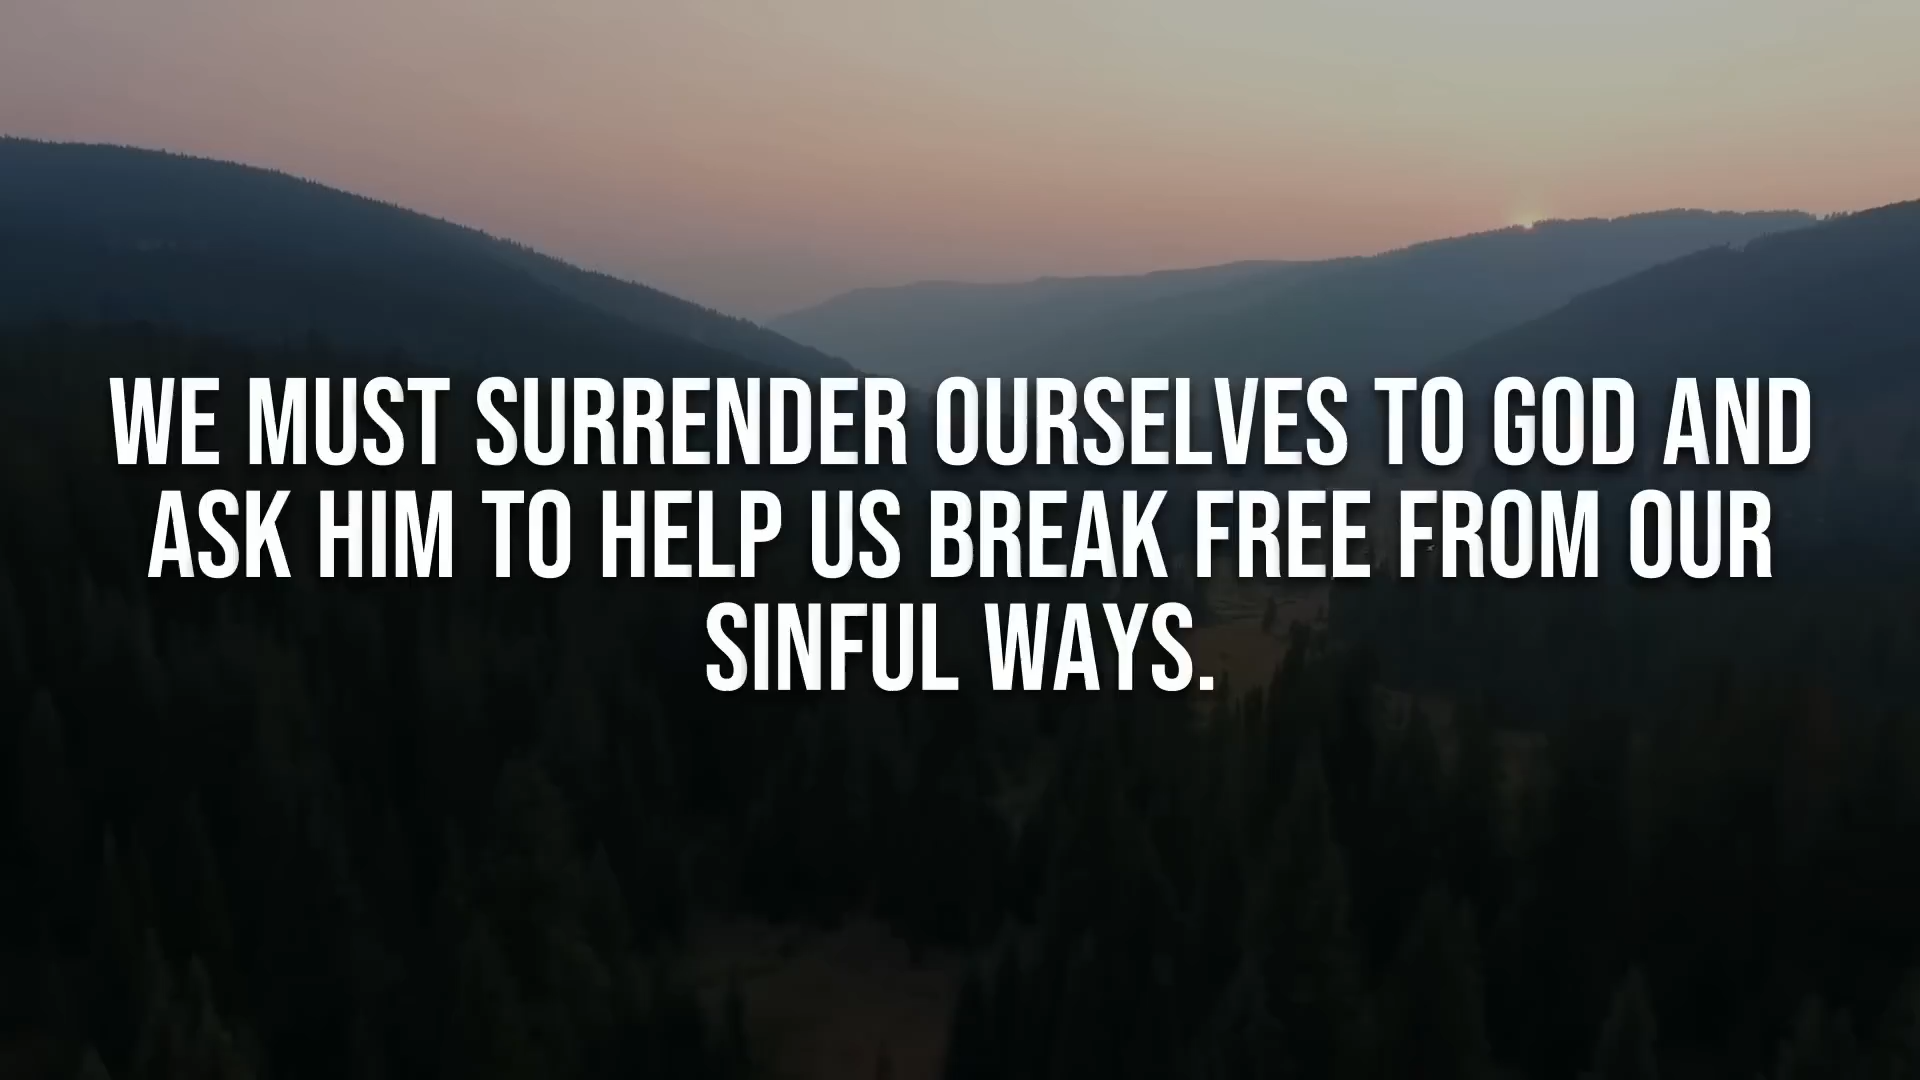 WE MUST SURRENDER OURSELVES TO GOD AND
ASK HIM TO HELP US BREAK FREE FROM OUR
SINFUL WAYS.